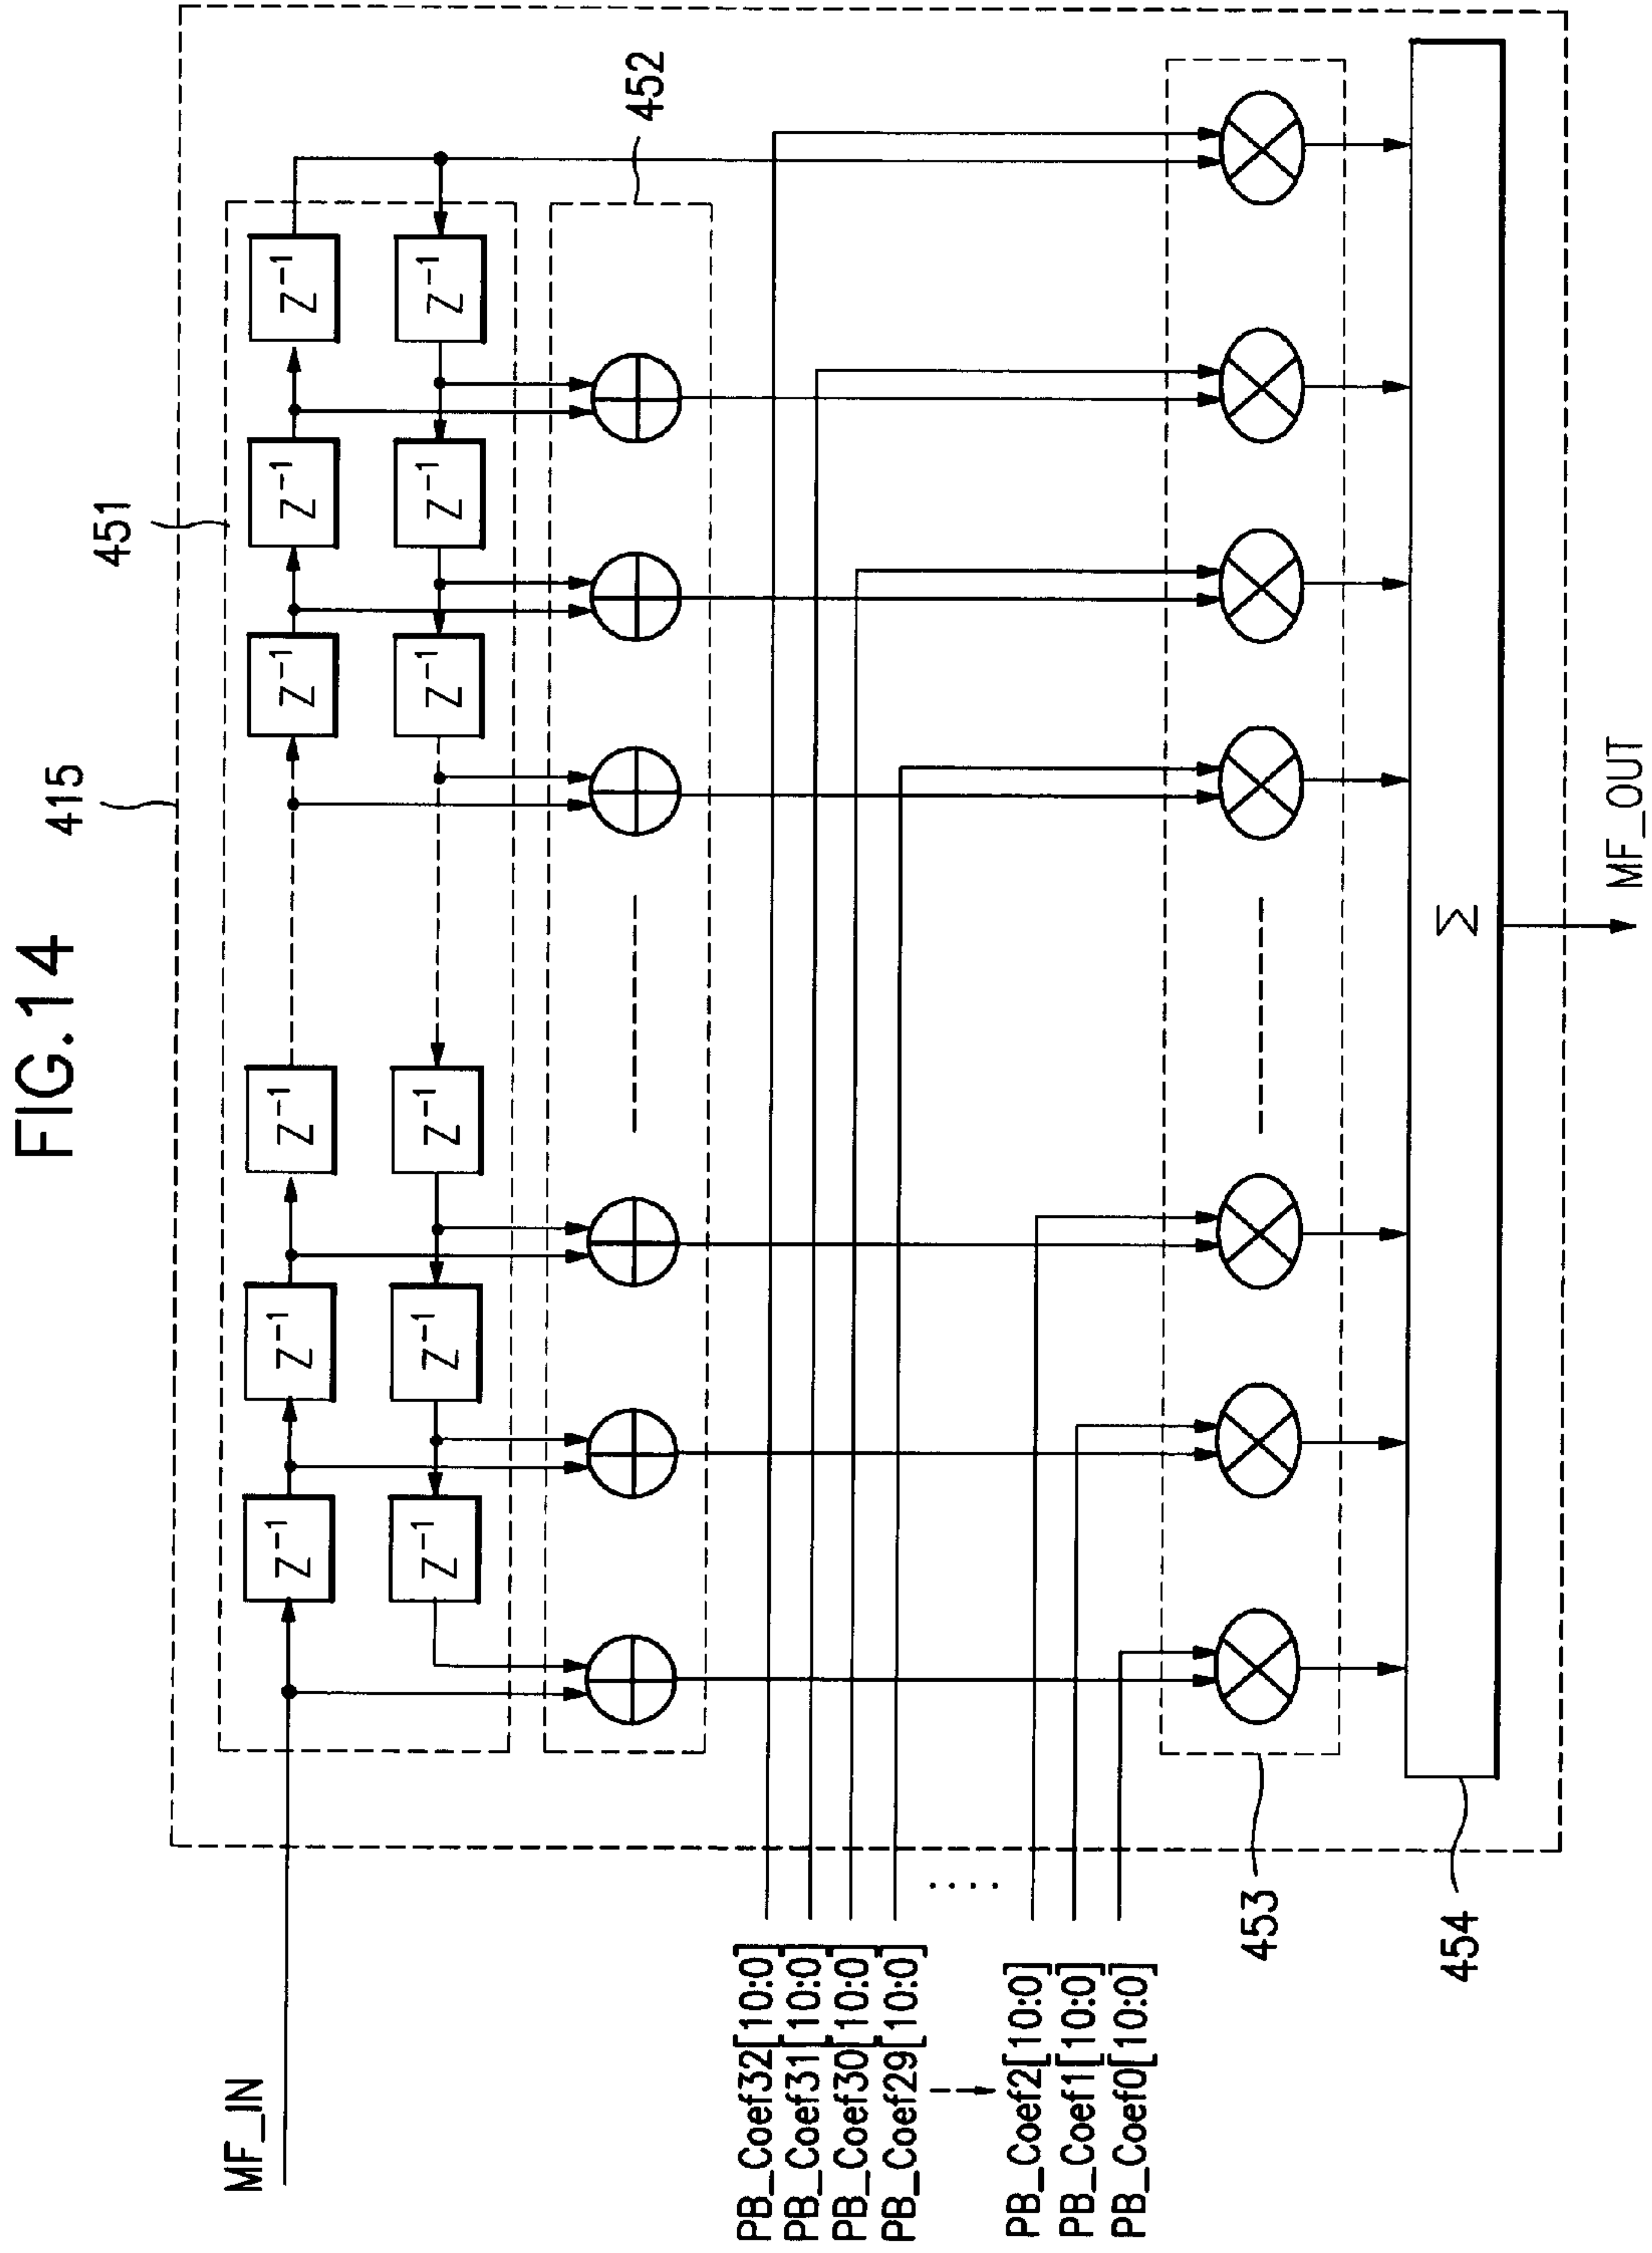 FIG.14
415
451
Z⁻¹ Z⁻¹ Z⁻¹ Z⁻¹ Z⁻¹ Z⁻¹
MF_IN
Z⁻¹ Z⁻¹ Z⁻¹ Z⁻¹ Z⁻¹ Z⁻¹
452
PB_Coef32[10:0]
PB_Coef31[10:0]
PB_Coef30[10:0]
PB_Coef29[10:0]
PB_Coef2[10:0]
PB_Coef1[10:0]
PB_Coef0[10:0]
453
Σ
454
MF_OUT